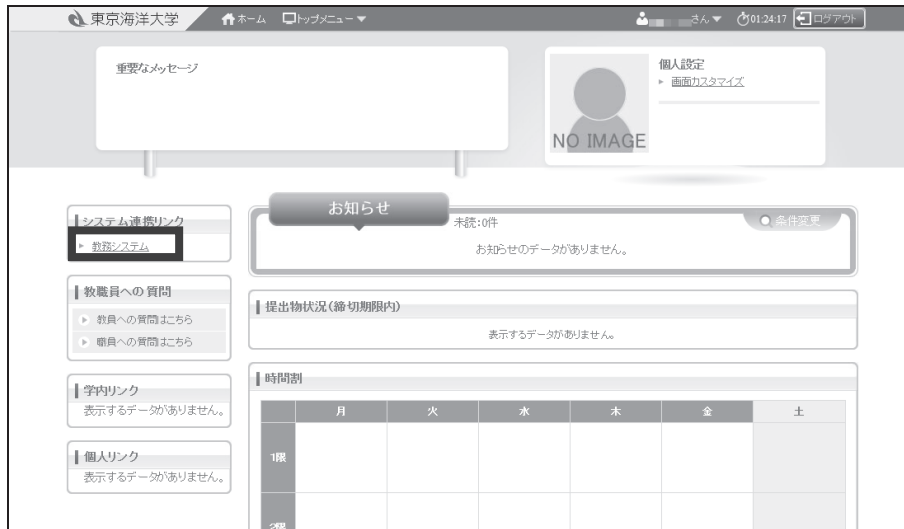 東京海洋大学 ホーム トップメニュー▼ さん▼ 01:24:17 ログアウト
重要なメッセージ
個人設定
画面カスタマイズ
NO IMAGE
システム連携リンク
教務システム
お知らせ
未読:0件
条件変更
お知らせのデータがありません。
教職員への質問
教員への質問はこちら
職員への質問はこちら
提出物状況(締切期限内)
表示するデータがありません。
学内リンク
表示するデータがありません。
個人リンク
表示するデータがありません。
時間割
月 火 水 木 金 土
1限
2限